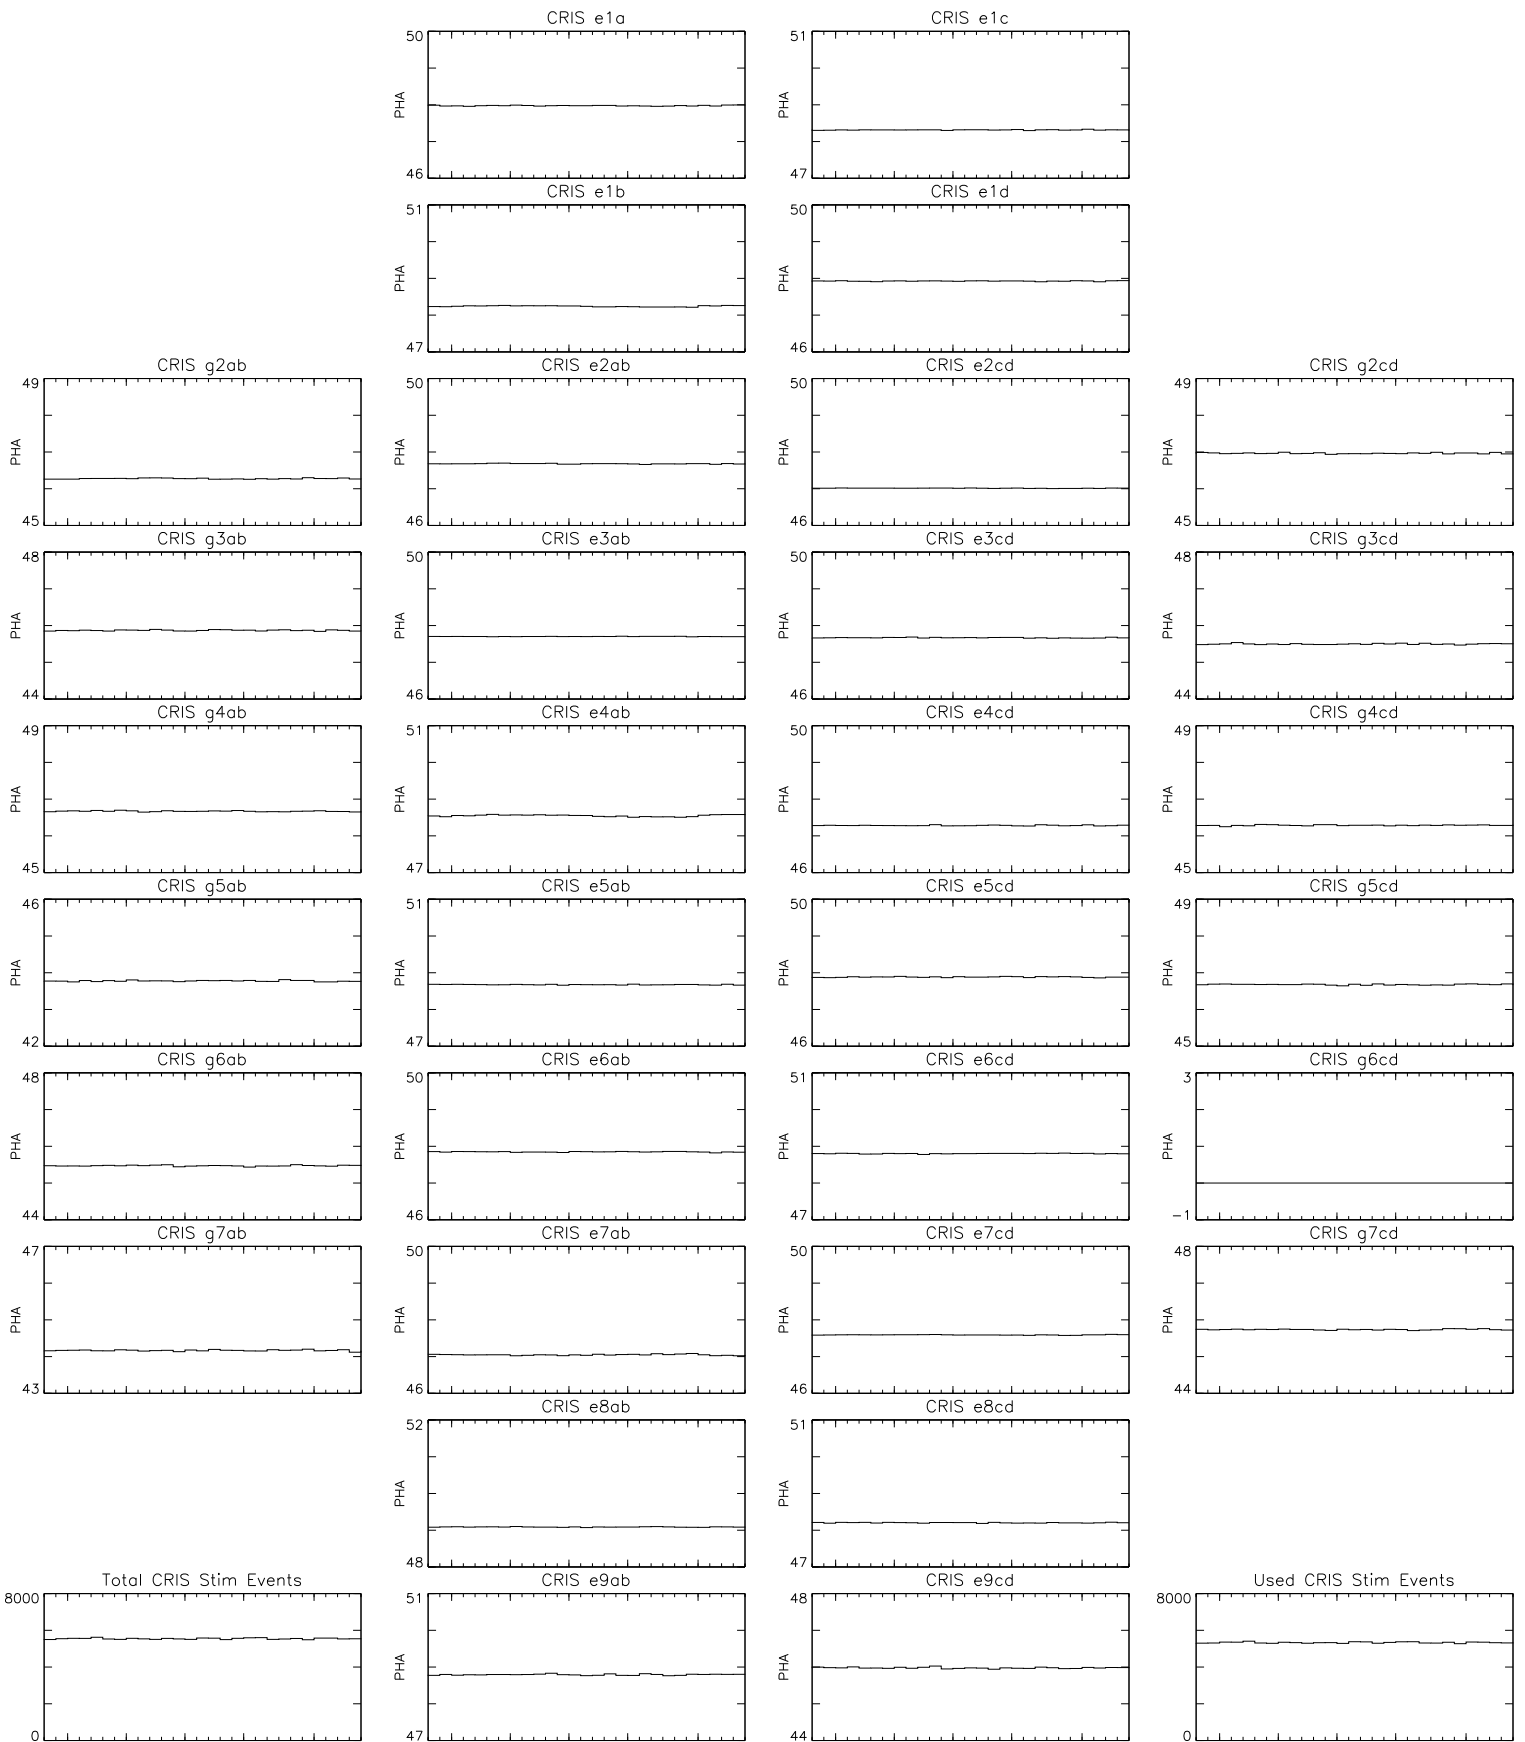 CRIS e1a
50
PHA
46
CRIS e1c
51
PHA
47
CRIS e1b
51
PHA
47
CRIS e1d
50
PHA
46
CRIS g2ab
49
PHA
45
CRIS e2ab
50
PHA
46
CRIS e2cd
50
PHA
46
CRIS g2cd
49
PHA
45
CRIS g3ab
48
PHA
44
CRIS e3ab
50
PHA
46
CRIS e3cd
50
PHA
46
CRIS g3cd
48
PHA
44
CRIS g4ab
49
PHA
45
CRIS e4ab
51
PHA
47
CRIS e4cd
50
PHA
46
CRIS g4cd
49
PHA
45
CRIS g5ab
46
PHA
42
CRIS e5ab
51
PHA
47
CRIS e5cd
50
PHA
46
CRIS g5cd
49
PHA
45
CRIS g6ab
48
PHA
44
CRIS e6ab
50
PHA
46
CRIS e6cd
51
PHA
47
CRIS g6cd
3
PHA
-1
CRIS g7ab
47
PHA
43
CRIS e7ab
50
PHA
46
CRIS e7cd
50
PHA
46
CRIS g7cd
48
PHA
44
CRIS e8ab
52
PHA
48
CRIS e8cd
51
PHA
47
Total CRIS Stim Events
8000
0
CRIS e9ab
51
PHA
47
CRIS e9cd
48
PHA
44
Used CRIS Stim Events
8000
0